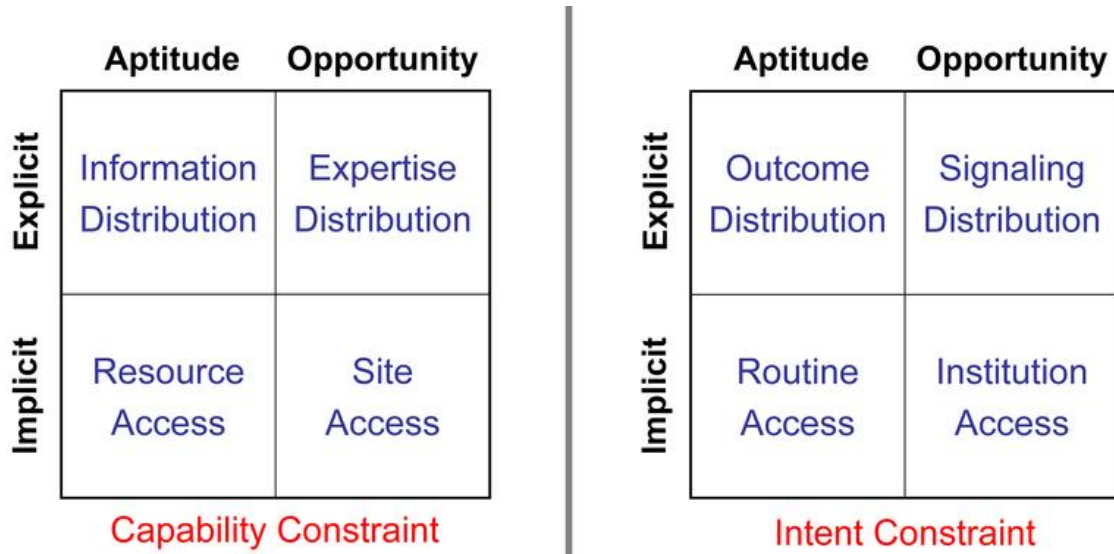 Aptitude Opportunity
Explicit
Information Distribution
Expertise Distribution
Implicit
Resource Access
Site Access
Capability Constraint
Aptitude Opportunity
Explicit
Outcome Distribution
Signaling Distribution
Implicit
Routine Access
Institution Access
Intent Constraint